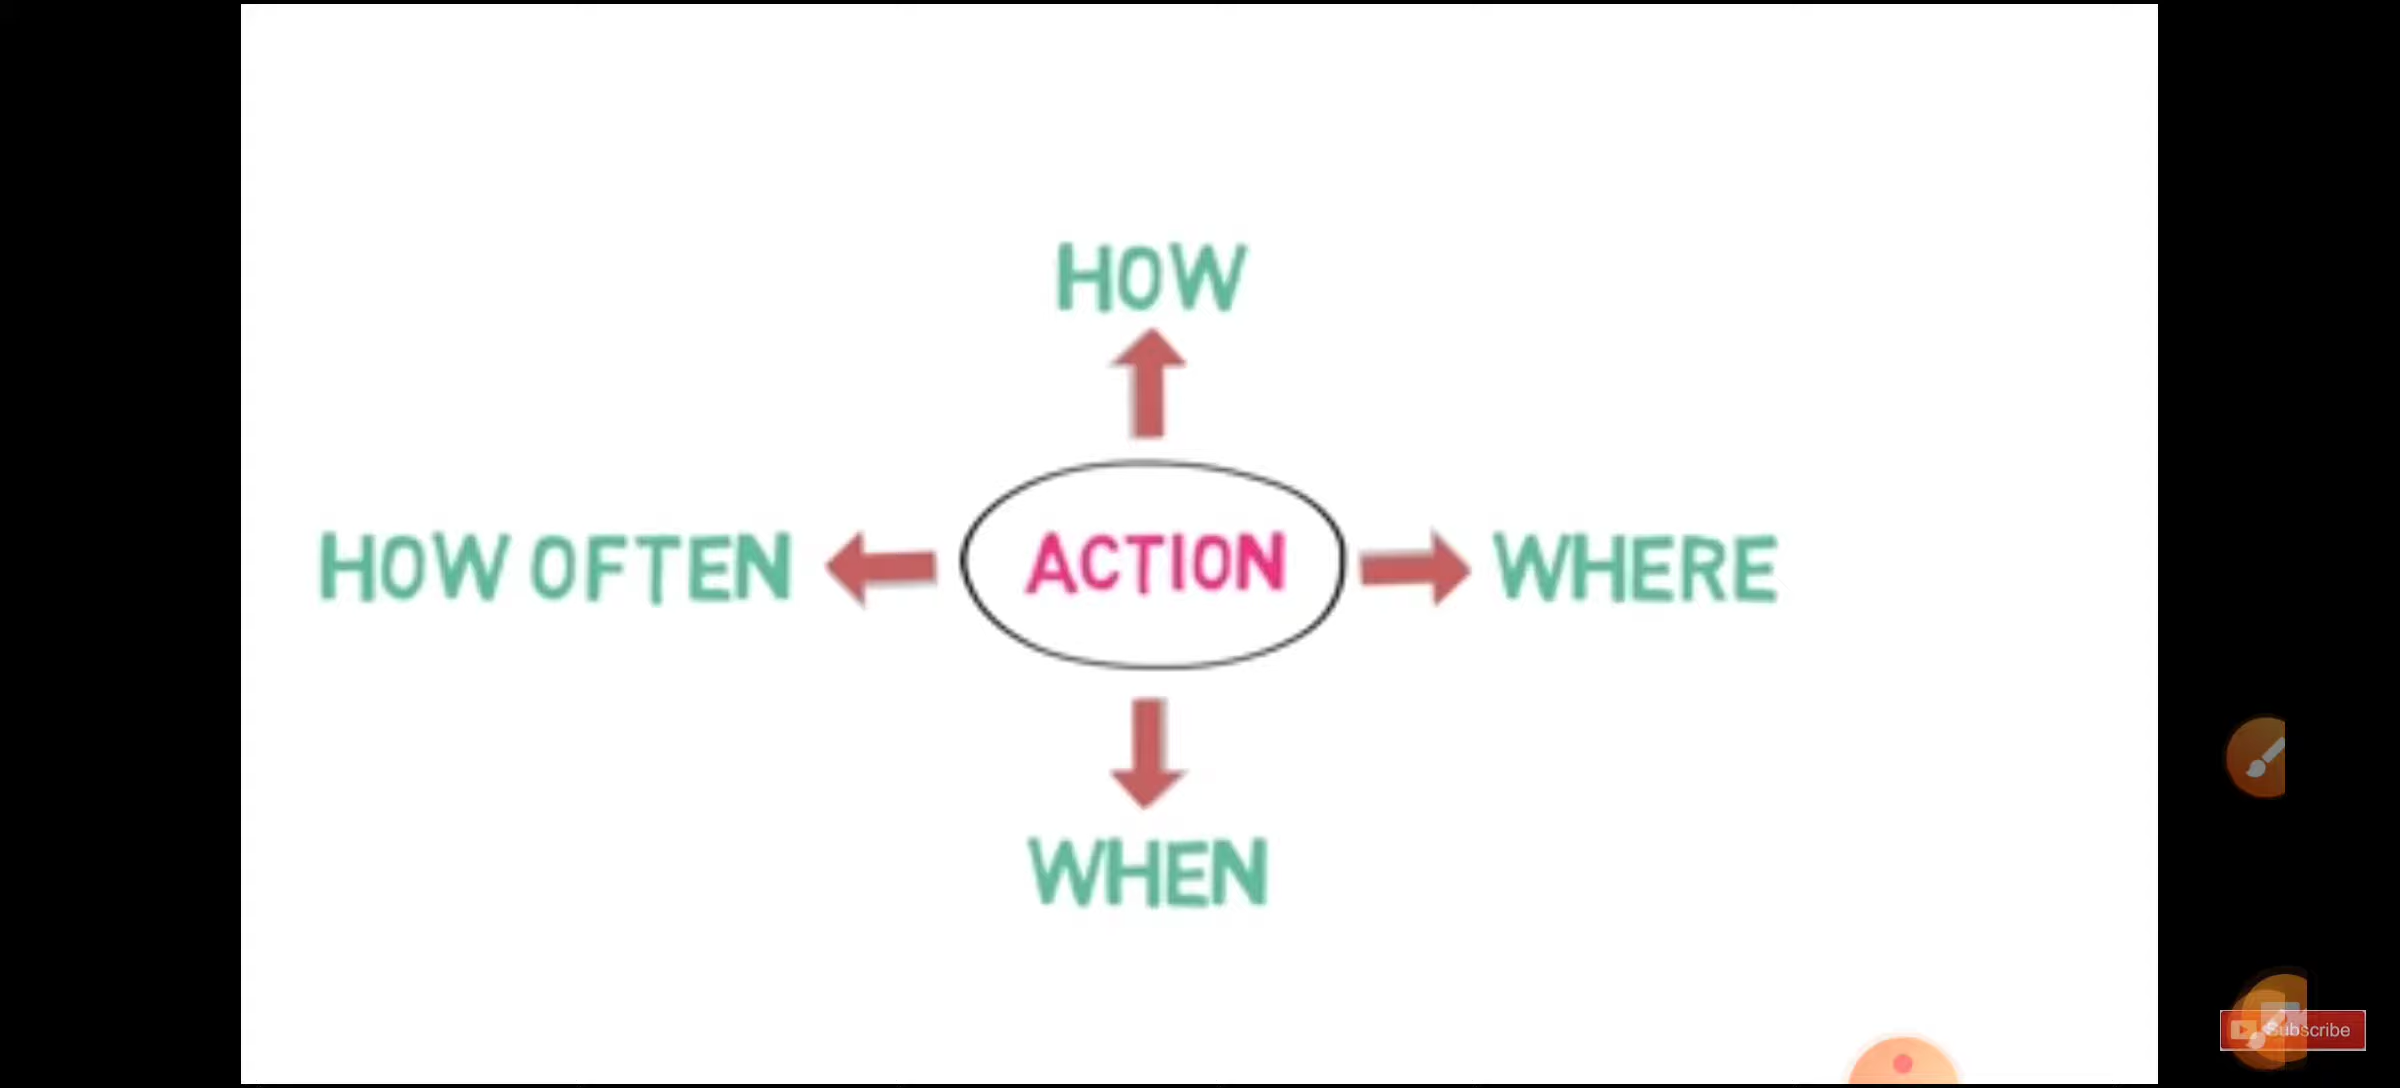 HOW
HOW OFTEN
ACTION
WHERE
WHEN
Subscribe